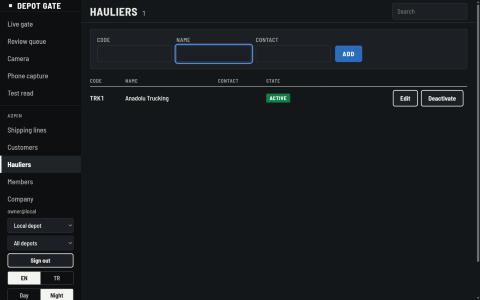 DEPOT GATE
Live gate
Review queue
Camera
Phone capture
Test read
ADMIN
Shipping lines
Customers
Hauliers
Members
Company
owner@local
Local depot
All depots
Sign out
EN TR
Day Night
HAULIERS 1
Search
CODE NAME CONTACT
ADD
CODE NAME CONTACT STATE
TRK1 Anadolu Trucking ACTIVE Edit Deactivate